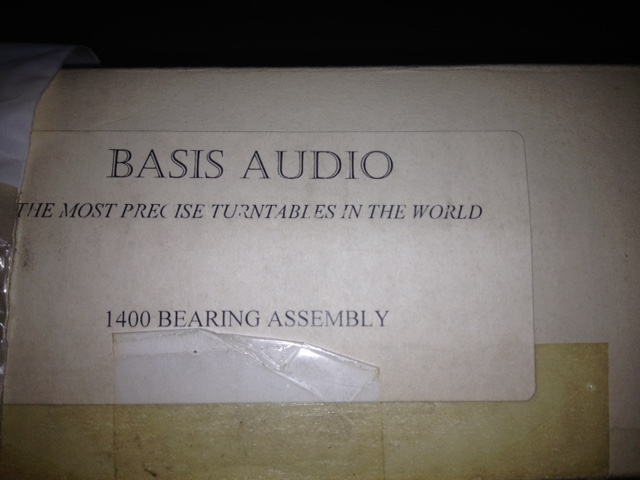 BASIS AUDIO
THE MOST PRECISE TURNTABLES IN THE WORLD
1400 BEARING ASSEMBLY